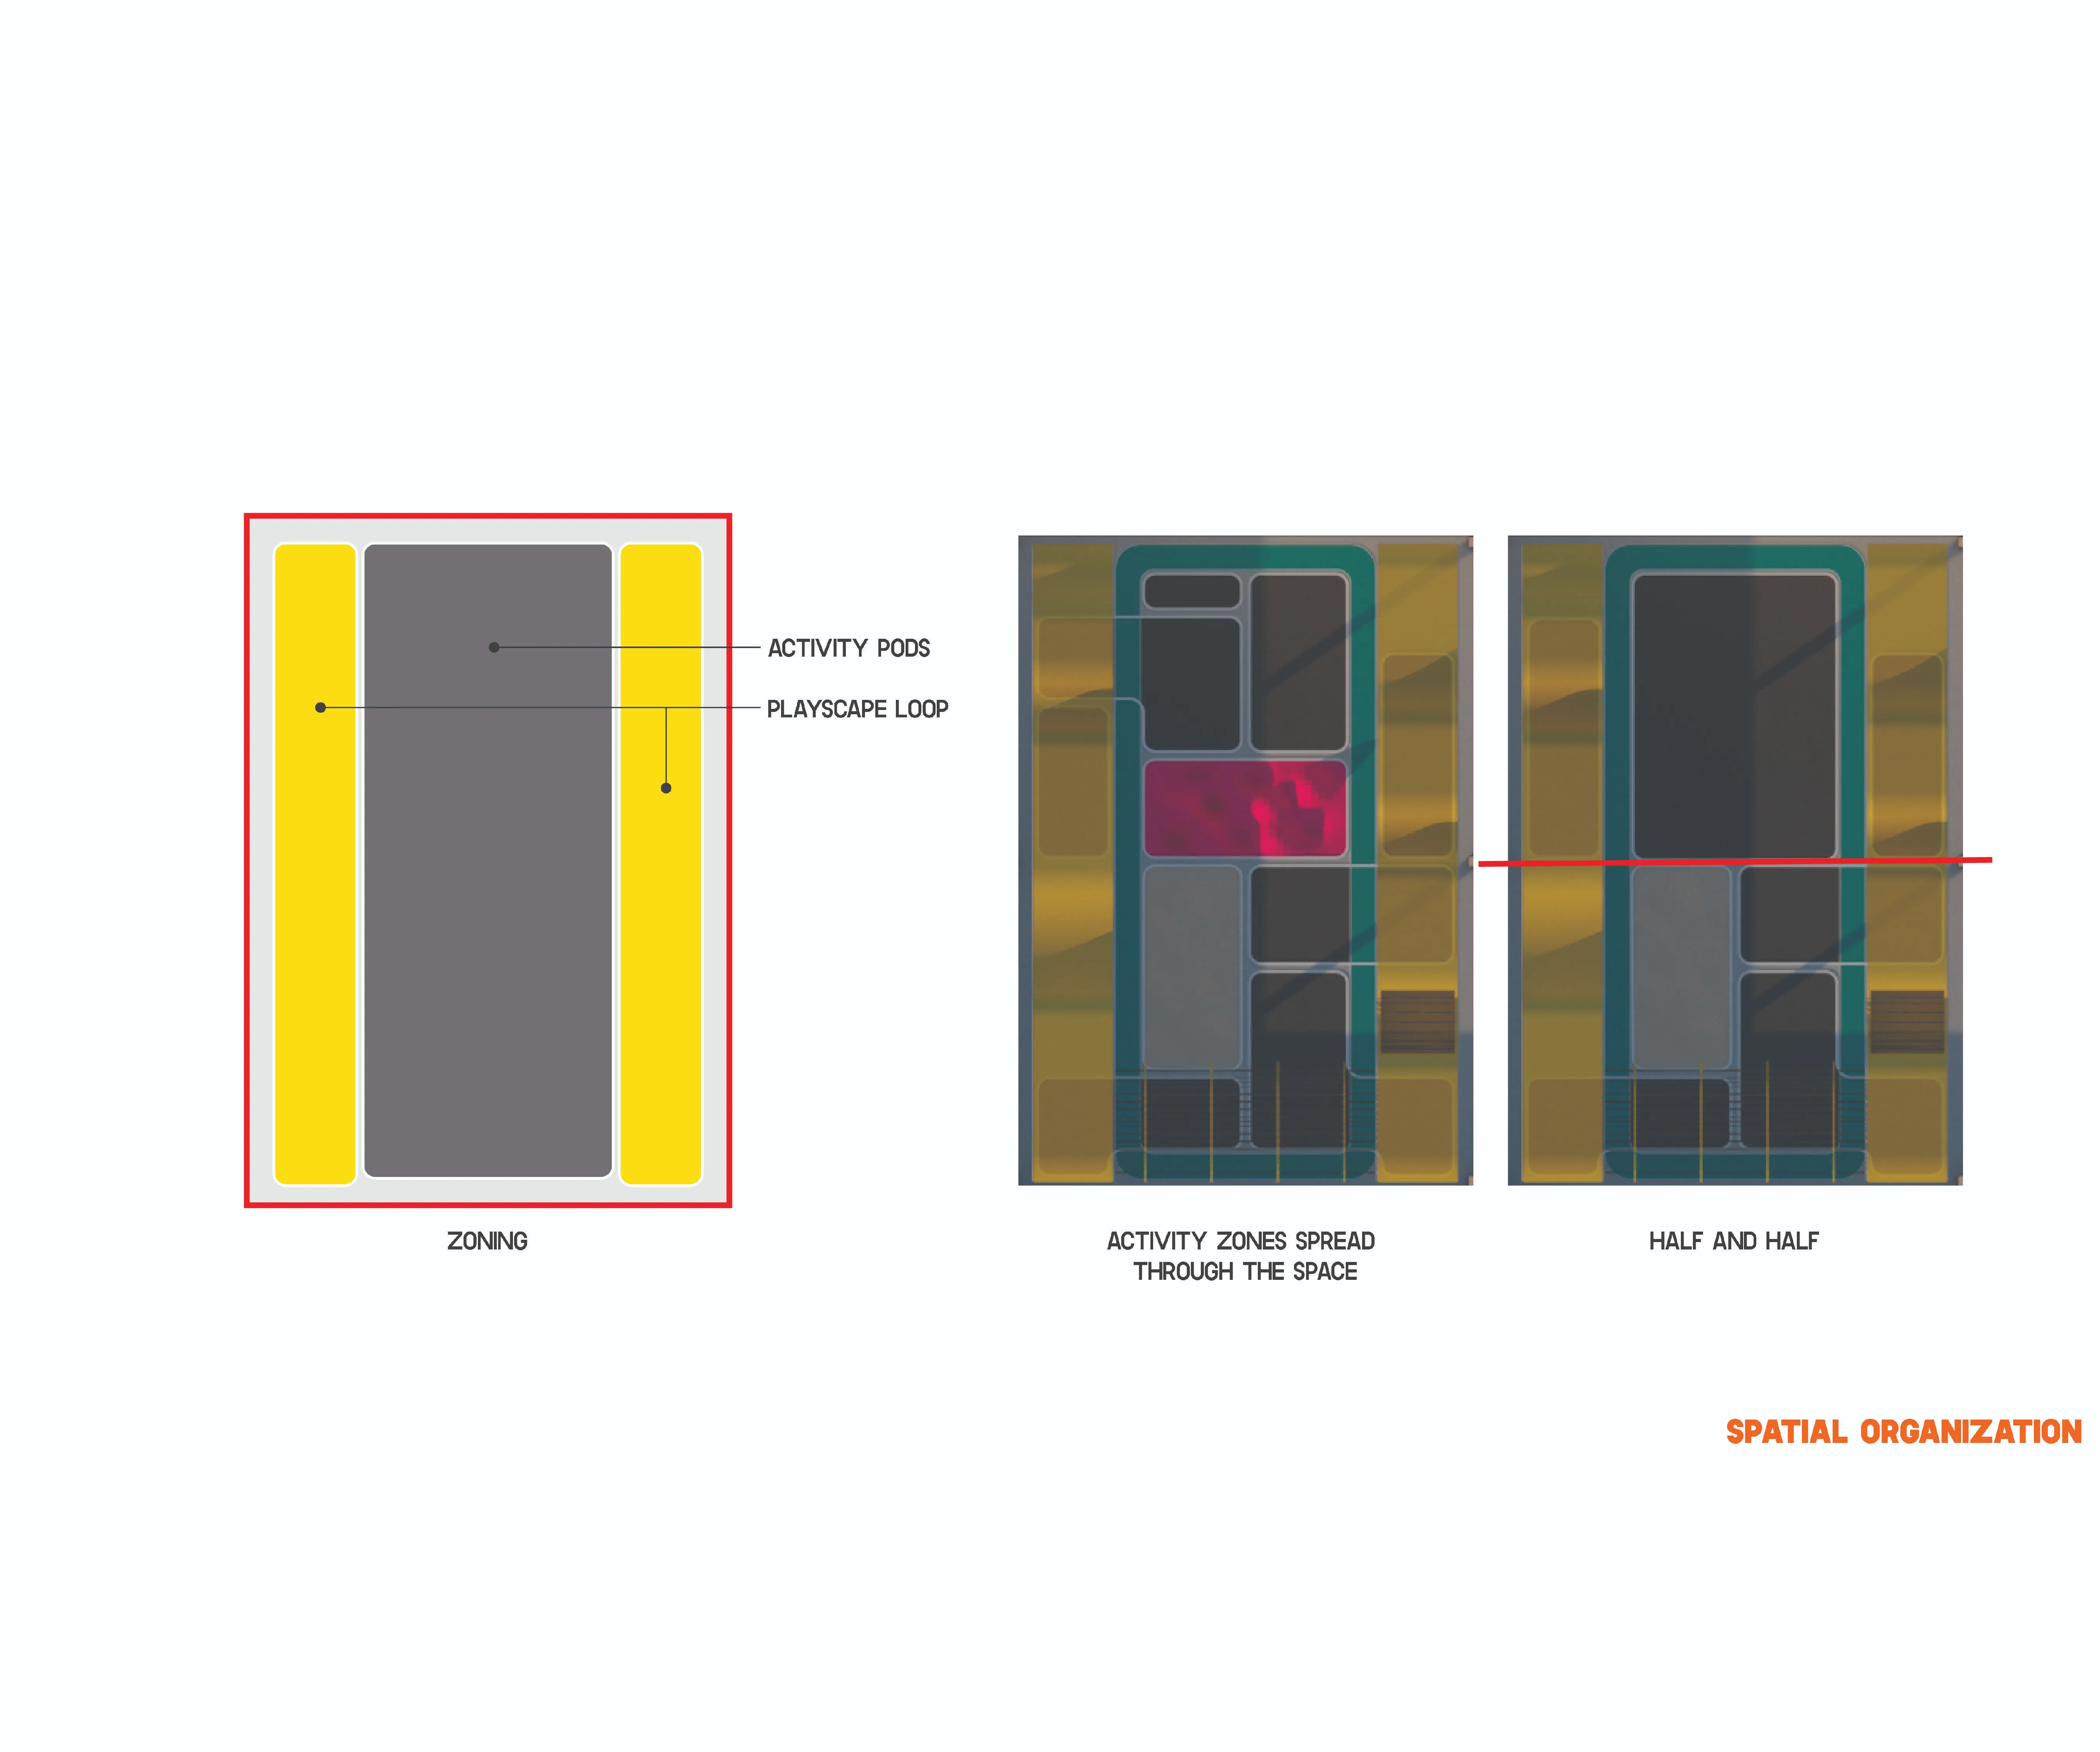 ACTIVITY PODS
PLAYSCAPE LOOP
ZONING
ACTIVITY ZONES SPREAD
THROUGH THE SPACE
HALF AND HALF
SPATIAL ORGANIZATION